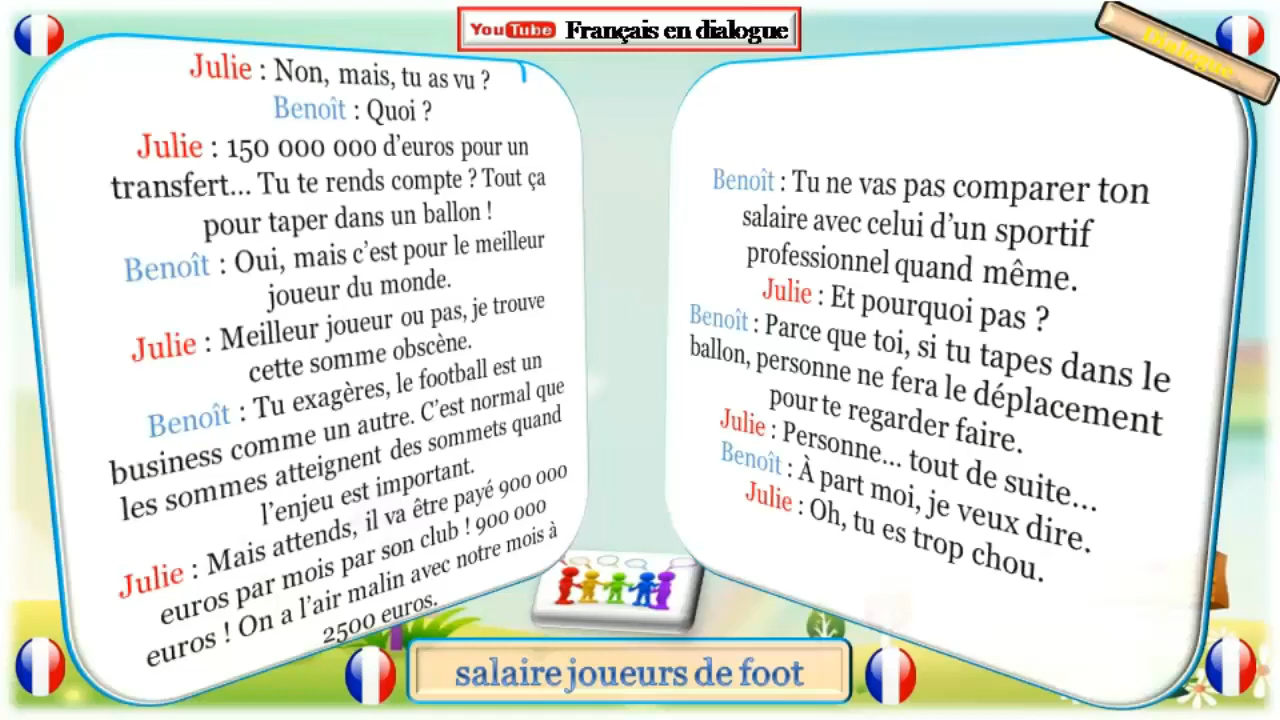 YouTube Français en dialogue
Dialogue
Julie : Non, mais, tu as vu ?
Benoît : Quoi ?
Julie : 150 000 000 d'euros pour un
transfert... Tu te rends compte ? Tout ça
pour taper dans un ballon !
Benoît : Oui, mais c'est pour le meilleur
joueur du monde.
Julie : Meilleur joueur ou pas, je trouve
cette somme obscène.
Benoît : Tu exagères, le football est un
business comme un autre. C'est normal que
les sommes atteignent des sommets quand
l'enjeu est important.
Julie : Mais attends, il va être payé 900 000
euros par mois par son club ! 900 000
euros ! On a l'air malin avec notre mois à
2500 euros.
Benoît : Tu ne vas pas comparer ton
salaire avec celui d'un sportif
professionnel quand même.
Julie : Et pourquoi pas ?
Benoît : Parce que toi, si tu tapes dans le
ballon, personne ne fera le déplacement
pour te regarder faire.
Julie : Personne... tout de suite...
Benoît : À part moi, je veux dire.
Julie : Oh, tu es trop chou.
salaire joueurs de foot